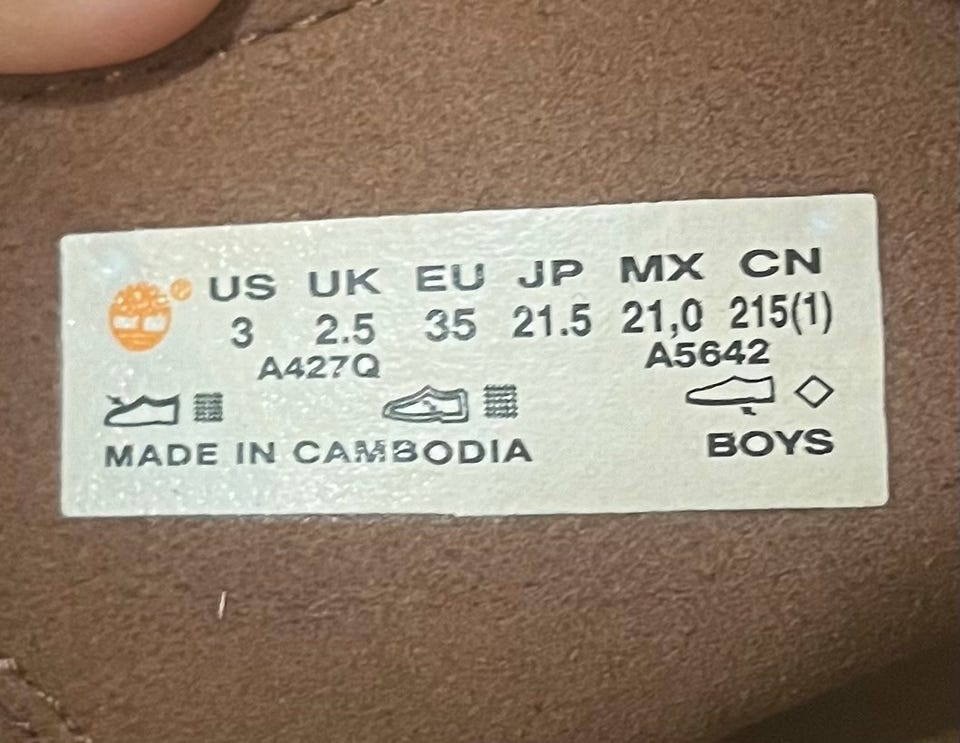 US UK EU JP MX CN
3 2.5 35 21.5 21,0 215(1)
A427Q A5642
MADE IN CAMBODIA BOYS